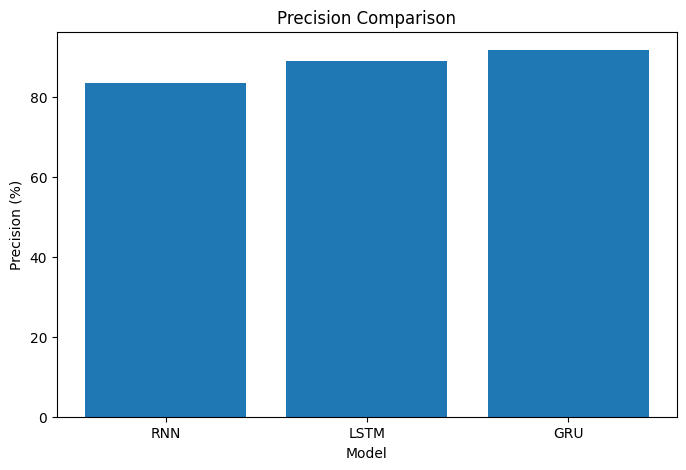 Precision Comparison
Precision (%)
80
60
40
20
0
RNN LSTM GRU
Model